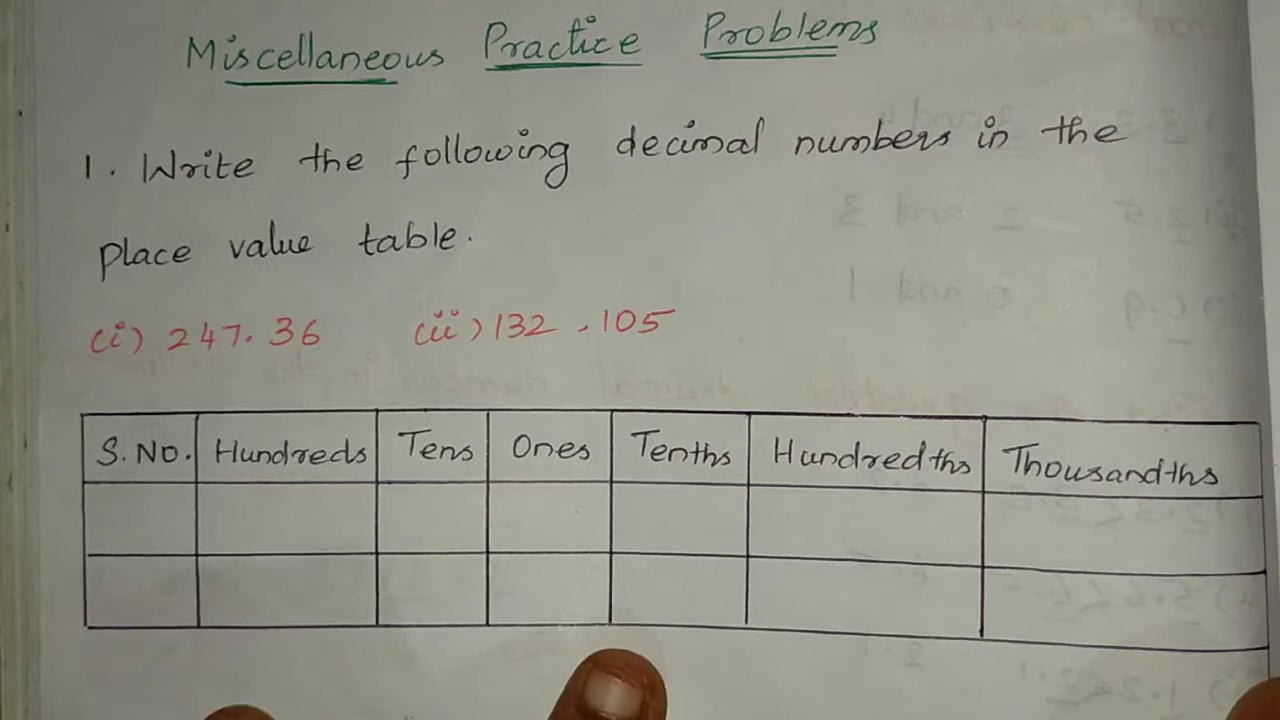 Miscellaneous Practice Problems
1. Write the following decimal numbers in the
place value table.
(i) 247.36 (ii) 132.105
S.No. Hundreds Tens Ones Tenths Hundredths Thousandths